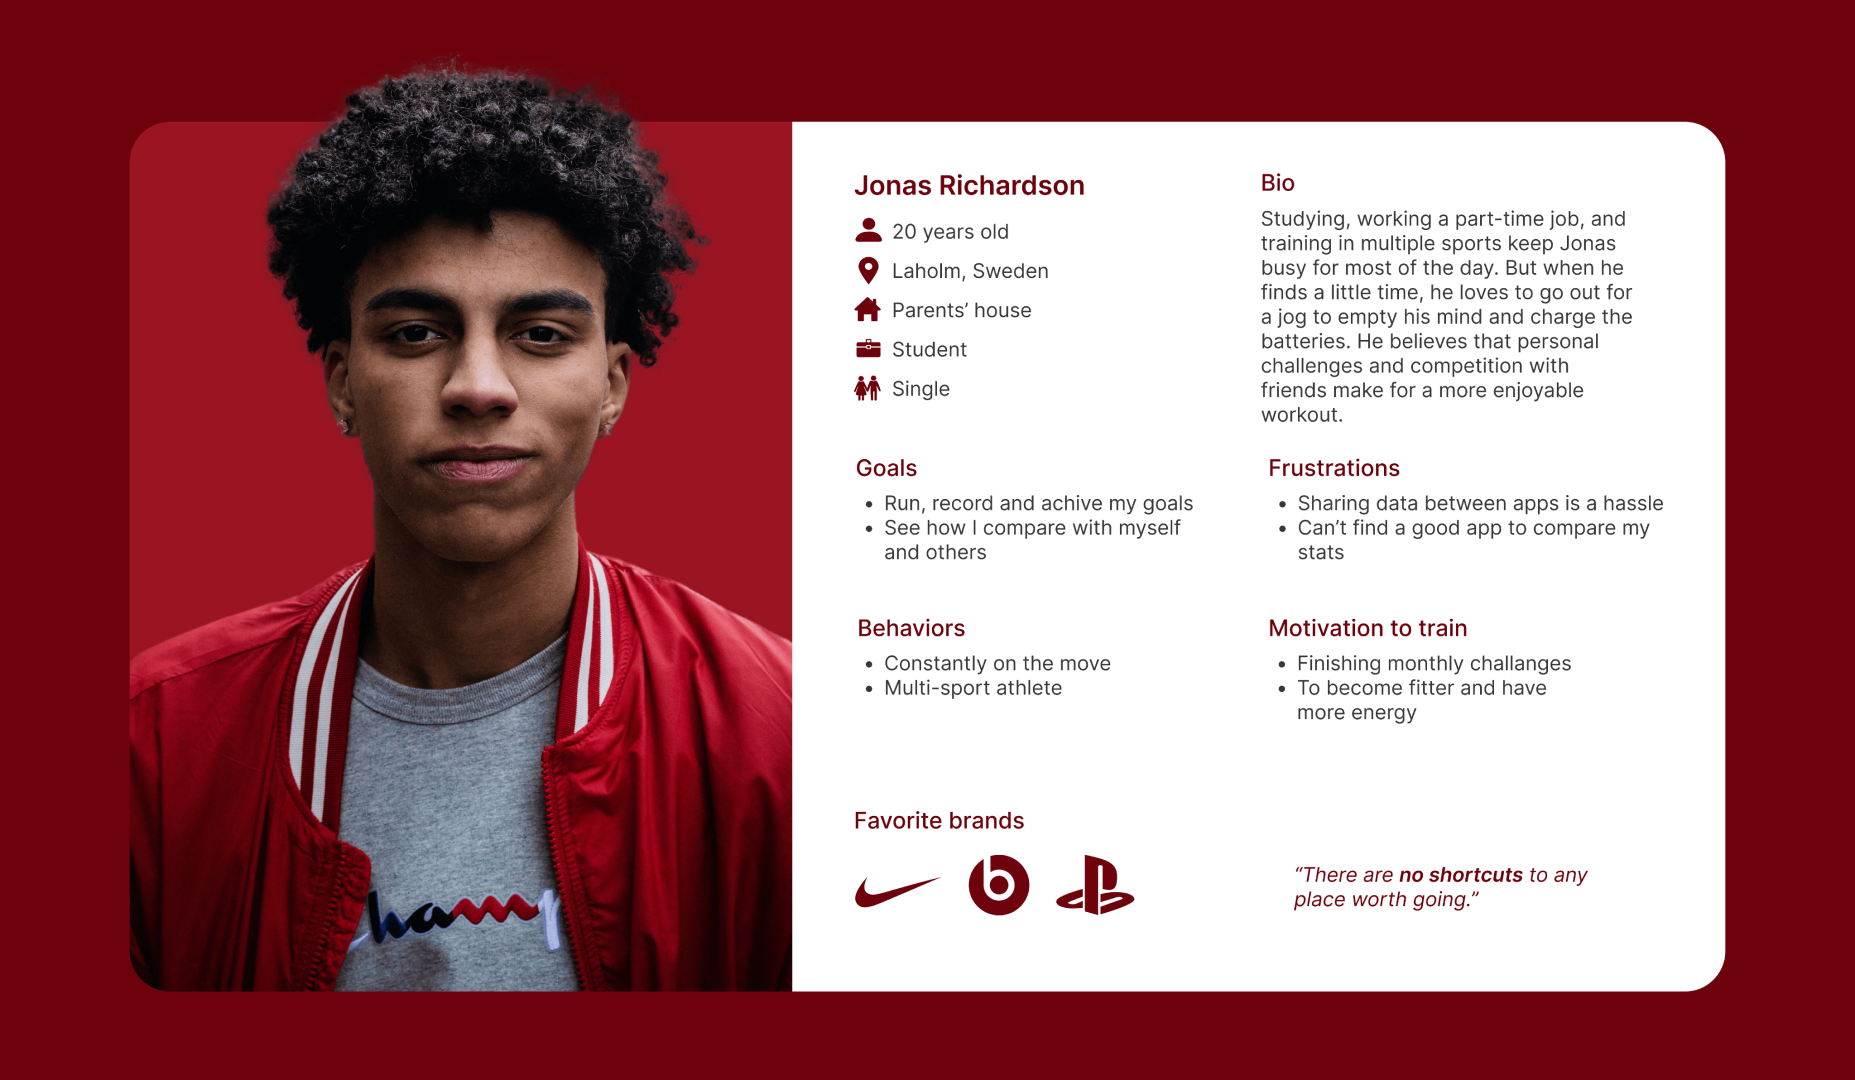 Jonas Richardson
20 years old
Laholm, Sweden
Parents’ house
Student
Single
Bio
Studying, working a part-time job, and
training in multiple sports keep Jonas
busy for most of the day. But when he
finds a little time, he loves to go out for
a jog to empty his mind and charge the
batteries. He believes that personal
challenges and competition with
friends make for a more enjoyable
workout.
Goals
• Run, record and achive my goals
• See how I compare with myself
and others
Frustrations
• Sharing data between apps is a hassle
• Can’t find a good app to compare my
stats
Behaviors
• Constantly on the move
• Multi-sport athlete
Motivation to train
• Finishing monthly challanges
• To become fitter and have
more energy
Favorite brands
b
“There are no shortcuts to any
place worth going.”
champ